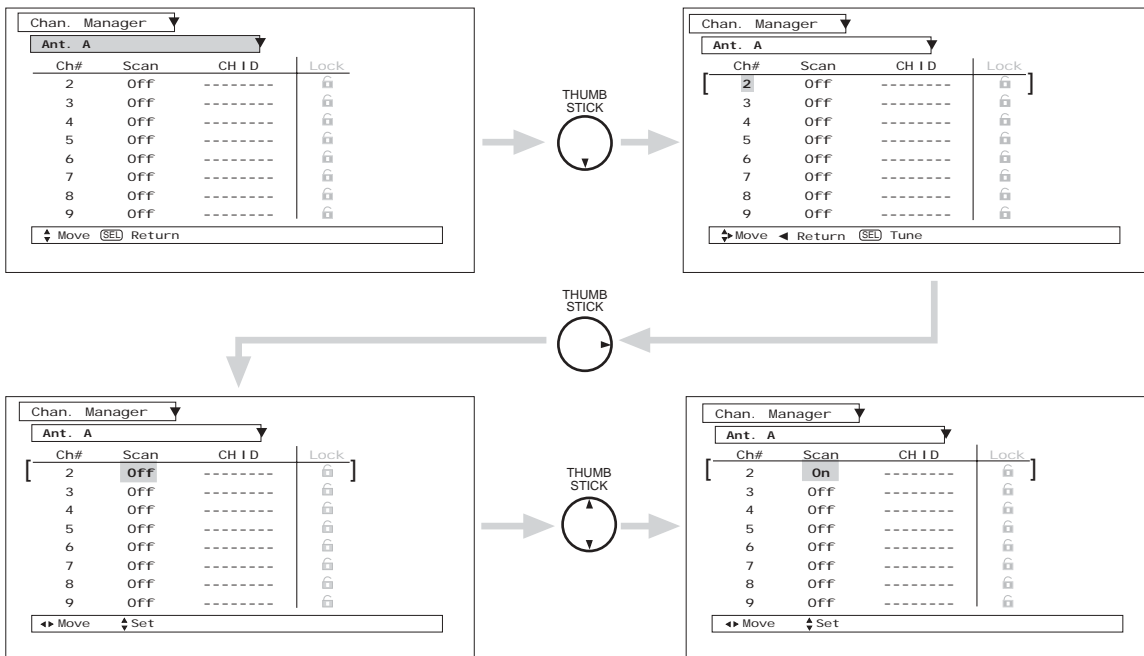 Chan. Manager
Ant. A
Ch# Scan CH I D Lock
2 Off --------
3 Off --------
4 Off --------
5 Off --------
6 Off --------
7 Off --------
8 Off --------
9 Off --------
Move SEL Return
THUMB
STICK
Chan. Manager
Ant. A
Ch# Scan CH I D Lock
2 Off --------
3 Off --------
4 Off --------
5 Off --------
6 Off --------
7 Off --------
8 Off --------
9 Off --------
Move Return SEL Tune
THUMB
STICK
Chan. Manager
Ant. A
Ch# Scan CH I D Lock
2 Off --------
3 Off --------
4 Off --------
5 Off --------
6 Off --------
7 Off --------
8 Off --------
9 Off --------
Move Set
THUMB
STICK
Chan. Manager
Ant. A
Ch# Scan CH I D Lock
2 On --------
3 Off --------
4 Off --------
5 Off --------
6 Off --------
7 Off --------
8 Off --------
9 Off --------
Move Set